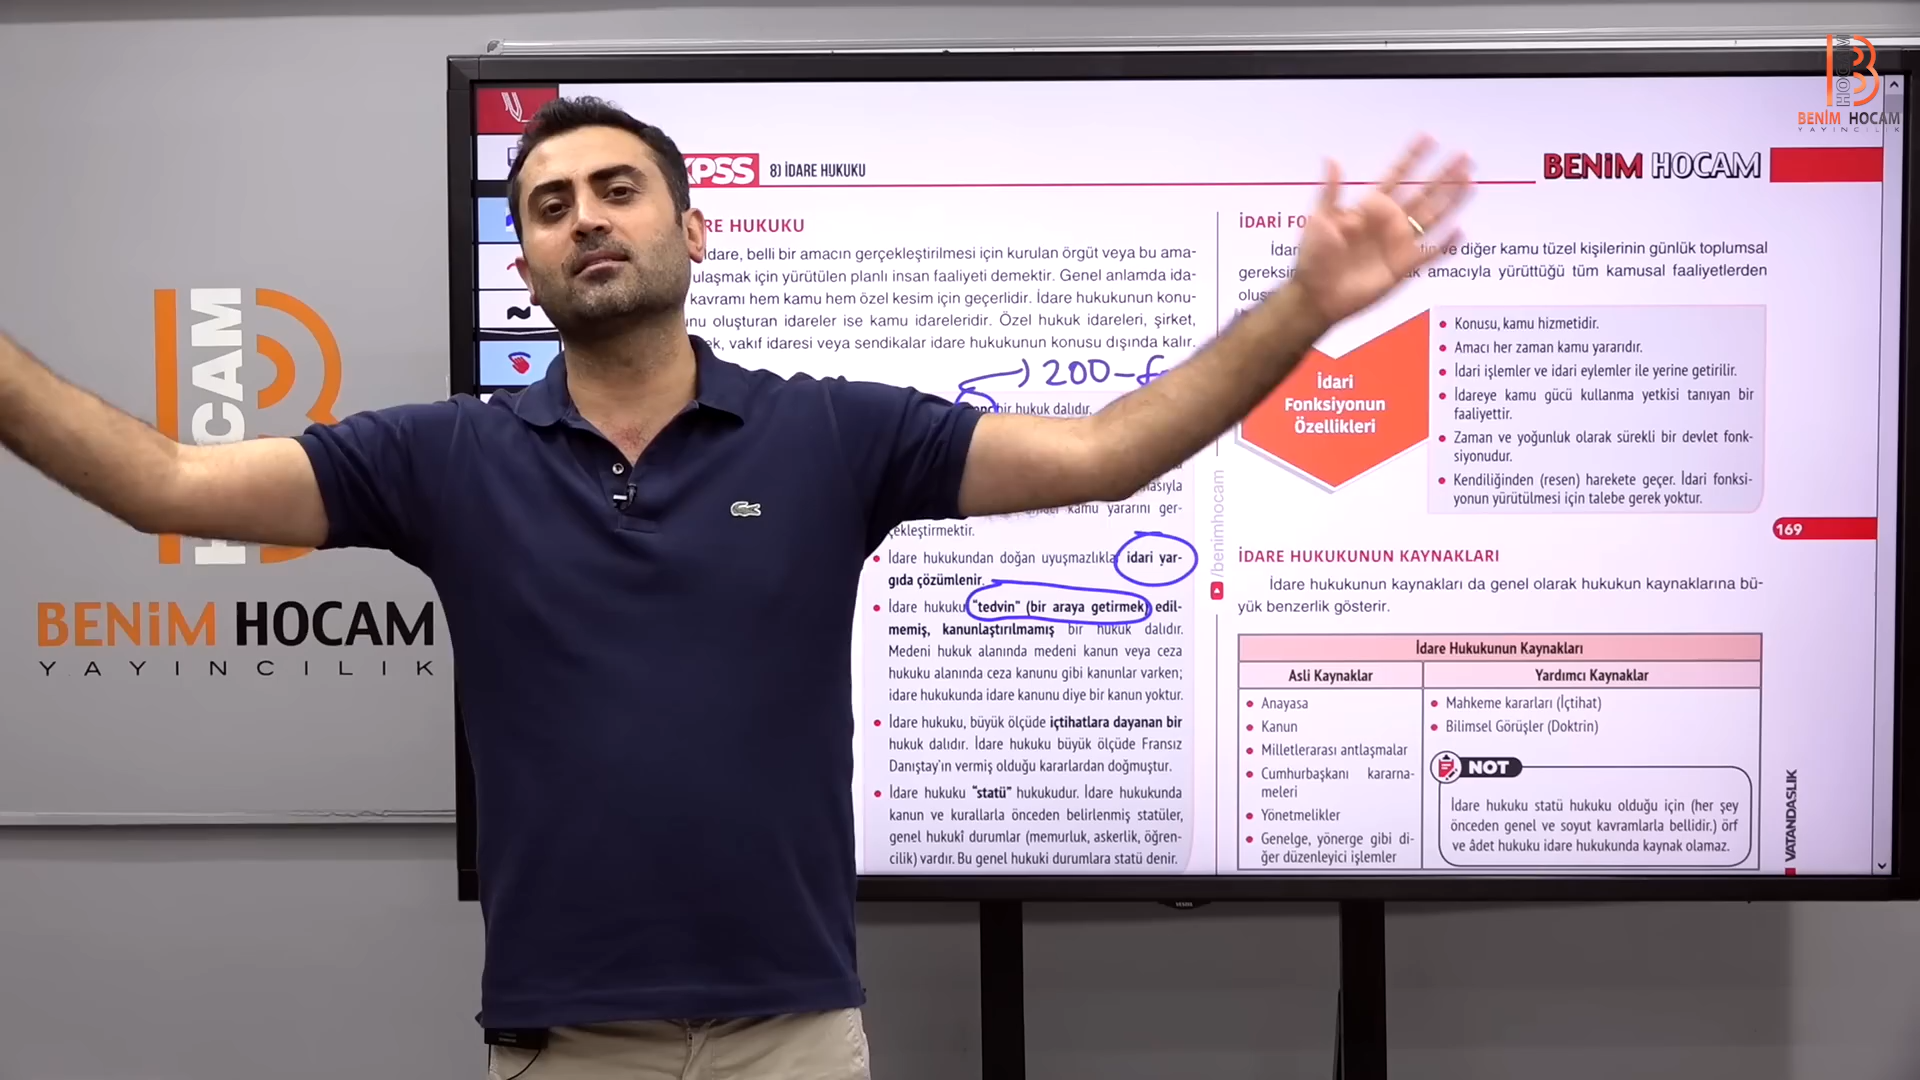 B
HOCAM
BENİM HOCAM
YAYINCILIK
HOCAM
BENİM HOCAM
YAYINCILIK
KPSS 8) İDARE HUKUKU
BENİM HOCAM
HUKUKU
İdare, belli bir amacın gerçekleştirilmesi için kurulan örgüt veya bu ama-
ulaşmak için yürütülen planlı insan faaliyeti demektir. Genel anlamda ida-
kavramı hem kamu hem özel kesim için geçerlidir. İdare hukukunun konu-
oluşturan idareler ise kamu idareleridir. Özel hukuk idareleri, şirket,
vakıf idaresi veya sendikalar idare hukukunun konusu dışında kalır.
200-
bir hukuk dalıdır.
kamu yararını ger-
çekleştirmektir.
• İdare hukukundan doğan uyuşmazlıkla idari yar-
gıda çözümlenir.
• İdare hukuku "tedvin" (bir araya getirmek) edil-
memiş, kanunlaştırılmamış bir hukuk dalıdır.
Medeni hukuk alanında medeni kanun veya ceza
hukuku alanında ceza kanunu gibi kanunlar varken;
idare hukukunda idare kanunu diye bir kanun yoktur.
• İdare hukuku, büyük ölçüde içtihatlara dayanan bir
hukuk dalıdır. İdare hukuku büyük ölçüde Fransız
Danıştay'ın vermiş olduğu kararlardan doğmuştur.
• İdare hukuku "statü" hukukudur. İdare hukukunda
kanun ve kurallarla önceden belirlenmiş statüler,
genel hukukî durumlar (memurluk, askerlik, öğren-
cilik) vardır. Bu genel hukuki durumlara statü denir.
/benimhocam
İDARİ
ve diğer kamu tüzel kişilerinin günlük toplumsal
amacıyla yürüttüğü tüm kamusal faaliyetlerden
İdari
Fonksiyonun
Özellikleri
• Konusu, kamu hizmetidir.
• Amacı her zaman kamu yararıdır.
• İdari işlemler ve idari eylemler ile yerine getirilir.
• İdareye kamu gücü kullanma yetkisi tanıyan bir
faaliyettir.
• Zaman ve yoğunluk olarak sürekli bir devlet fonk-
siyonudur.
• Kendiliğinden (resen) harekete geçer. İdari fonksi-
yonun yürütülmesi için talebe gerek yoktur.
169
İDARE HUKUKUNUN KAYNAKLARI
İdare hukukunun kaynakları da genel olarak hukukun kaynaklarına bü-
yük benzerlik gösterir.
İdare Hukukunun Kaynakları
Asli Kaynaklar
• Anayasa
• Kanun
• Milletlerarası antlaşmalar
• Cumhurbaşkanı kararna-
meleri
• Yönetmelikler
• Genelge, yönerge gibi di-
ğer düzenleyici işlemler
Yardımcı Kaynaklar
• Mahkeme kararları (İçtihat)
• Bilimsel Görüşler (Doktrin)
NOT
İdare hukuku statü hukuku olduğu için (her şey
önceden genel ve soyut kavramlarla bellidir.) örf
ve âdet hukuku idare hukukunda kaynak olamaz.
VATANDAŞLIK